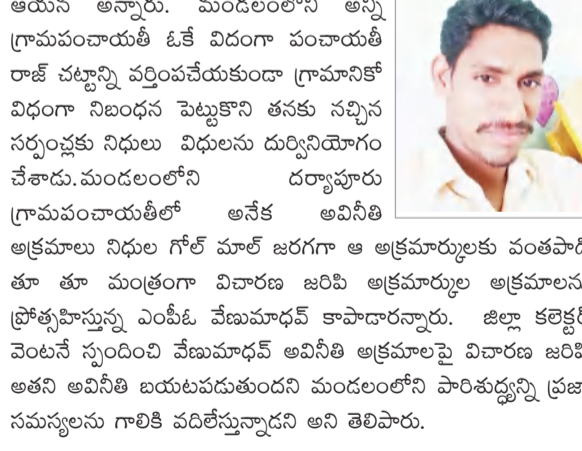 ఆయన అన్నారు. మండలంలోని అన్ని
గ్రామపంచాయతీ ఓకే విదంగా పంచాయతీ
రాజ్ చట్టాన్ని వర్తింపచేయకుండా గ్రామానికో
విధంగా నిబంధన పెట్టుకొని తనకు నచ్చిన
సర్పంచ్లకు నిధులు విధులను దుర్వినియోగం
చేశాడు.మండలంలోని దర్యాపూరు
గ్రామపంచాయతీలో అనేక అవినీతి
అక్రమాలు నిధుల గోల్ మాల్ జరగగా ఆ అక్రమార్కులకు వంతపాడి
తూ తూ మంత్రంగా విచారణ జరిపి అక్రమార్కుల అక్రమాలను
ప్రోత్సహిస్తున్న ఎంపీఓ వేణుమాధవ్ కాపాడారన్నారు. జిల్లా కలెక్టర్
వెంటనే స్పందించి వేణుమాధవ్ అవినీతి అక్రమాలపై విచారణ జరిపి
అతని అవినీతి బయటపడుతుందని మండలంలోని పారిశుద్ధ్యాన్ని ప్రజా
సమస్యలను గాలికి వదిలేస్తున్నాడని అని తెలిపారు.